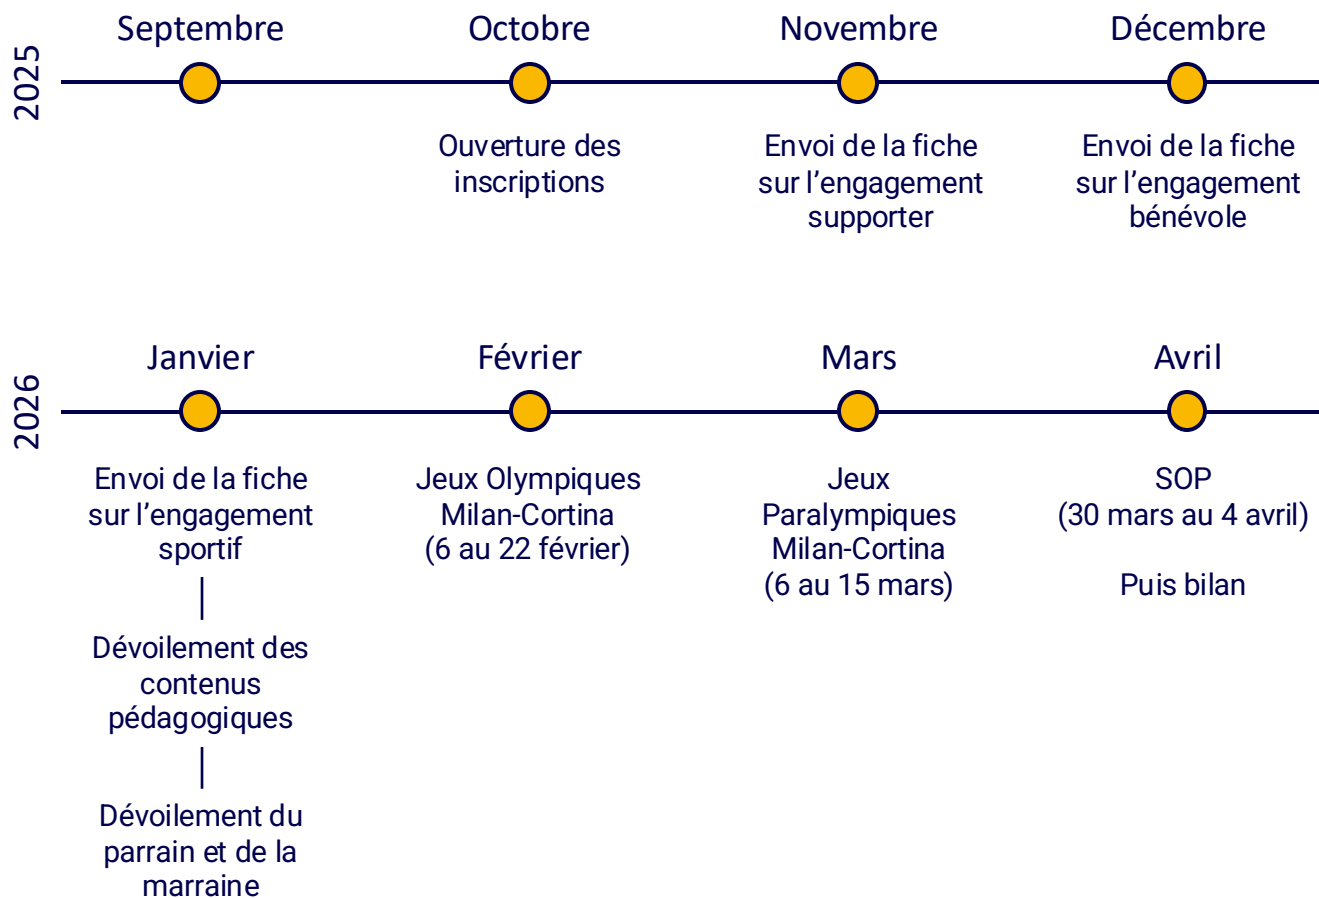 2025
Septembre
Octobre
Novembre
Décembre
Ouverture des
inscriptions
Envoi de la fiche
sur l’engagement
supporter
Envoi de la fiche
sur l’engagement
bénévole
2026
Janvier
Février
Mars
Avril
Envoi de la fiche
sur l’engagement
sportif
Dévoilement des
contenus
pédagogiques
Dévoilement du
parrain et de la
marraine
Jeux Olympiques
Milan-Cortina
(6 au 22 février)
Jeux
Paralympiques
Milan-Cortina
(6 au 15 mars)
SOP
(30 mars au 4 avril)
Puis bilan